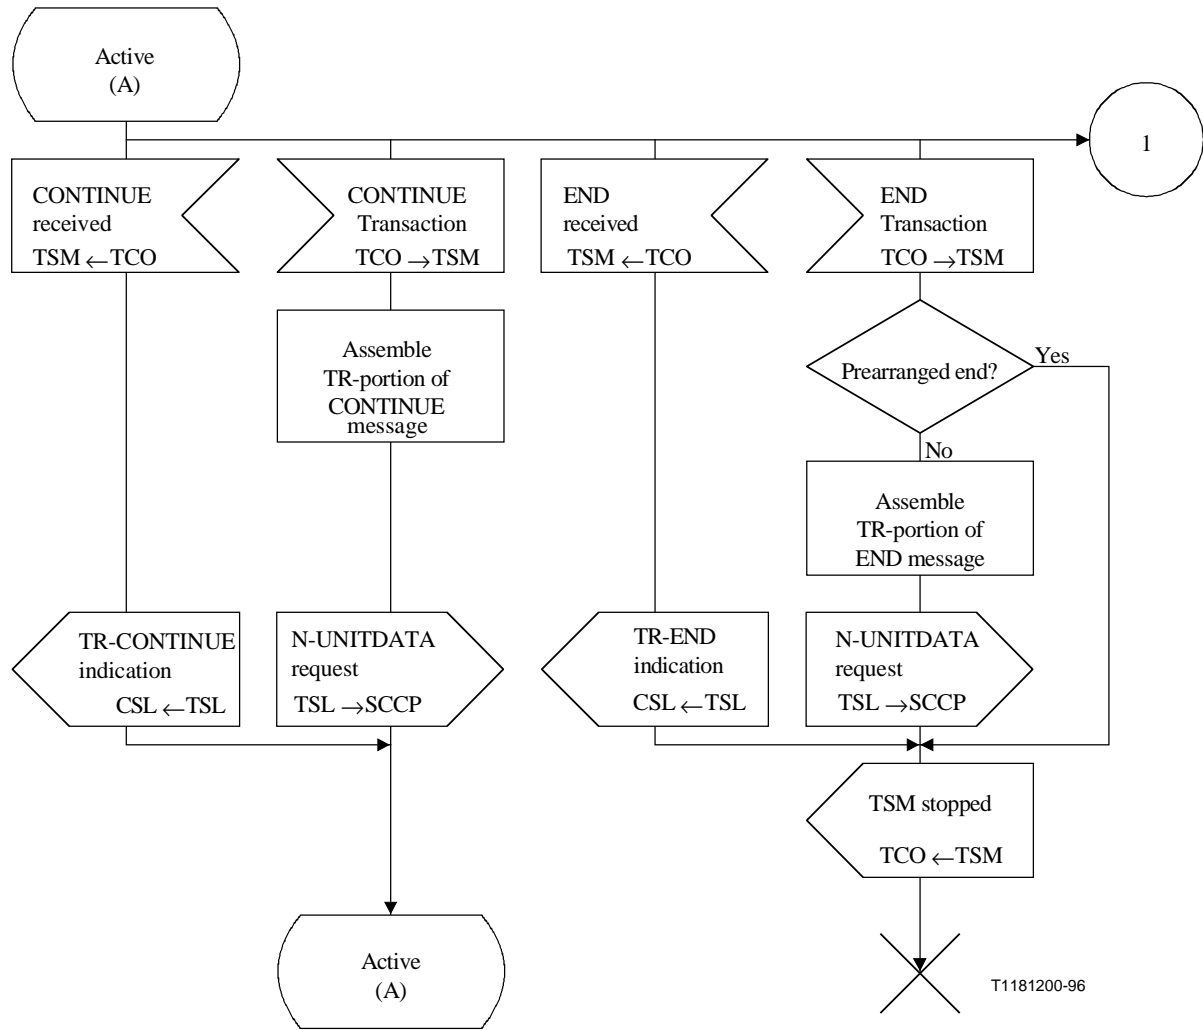 Active
(A)
1
CONTINUE
received
TSM ←TCO
CONTINUE
Transaction
TCO →TSM
END
received
TSM ←TCO
END
Transaction
TCO →TSM
Assemble
TR-portion of
CONTINUE
message
Prearranged end?
Yes
No
Assemble
TR-portion of
END message
TR-CONTINUE
indication
CSL ←TSL
N-UNITDATA
request
TSL →SCCP
TR-END
indication
CSL ←TSL
N-UNITDATA
request
TSL →SCCP
TSM stopped
TCO ←TSM
Active
(A)
T1181200-96